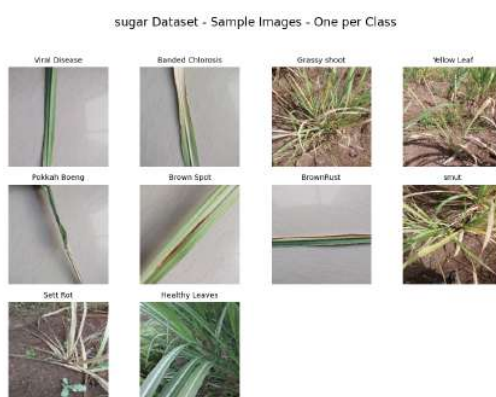 sugar Dataset - Sample Images - One per Class
Viral Disease
Banded Chlorosis
Grassy shoot
Yellow Leaf
Pokkah Boeng
Brown Spot
BrownRust
smut
Sett Rot
Healthy Leaves